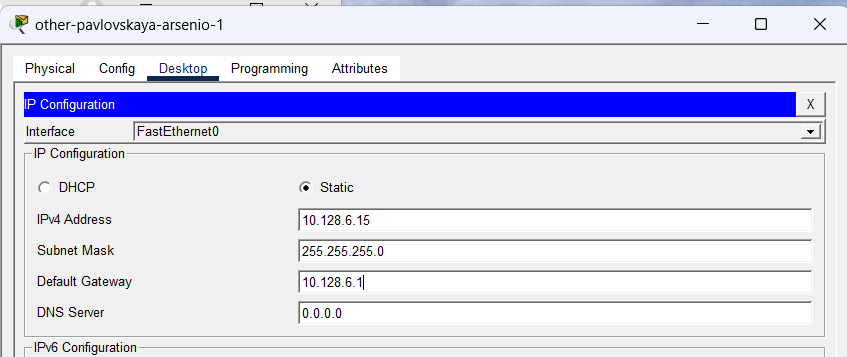 other-pavlovskaya-arsenio-1
Physical Config Desktop Programming Attributes
IP Configuration X
Interface FastEthernet0
IP Configuration
DHCP Static
IPv4 Address 10.128.6.15
Subnet Mask 255.255.255.0
Default Gateway 10.128.6.1
DNS Server 0.0.0.0
IPv6 Configuration